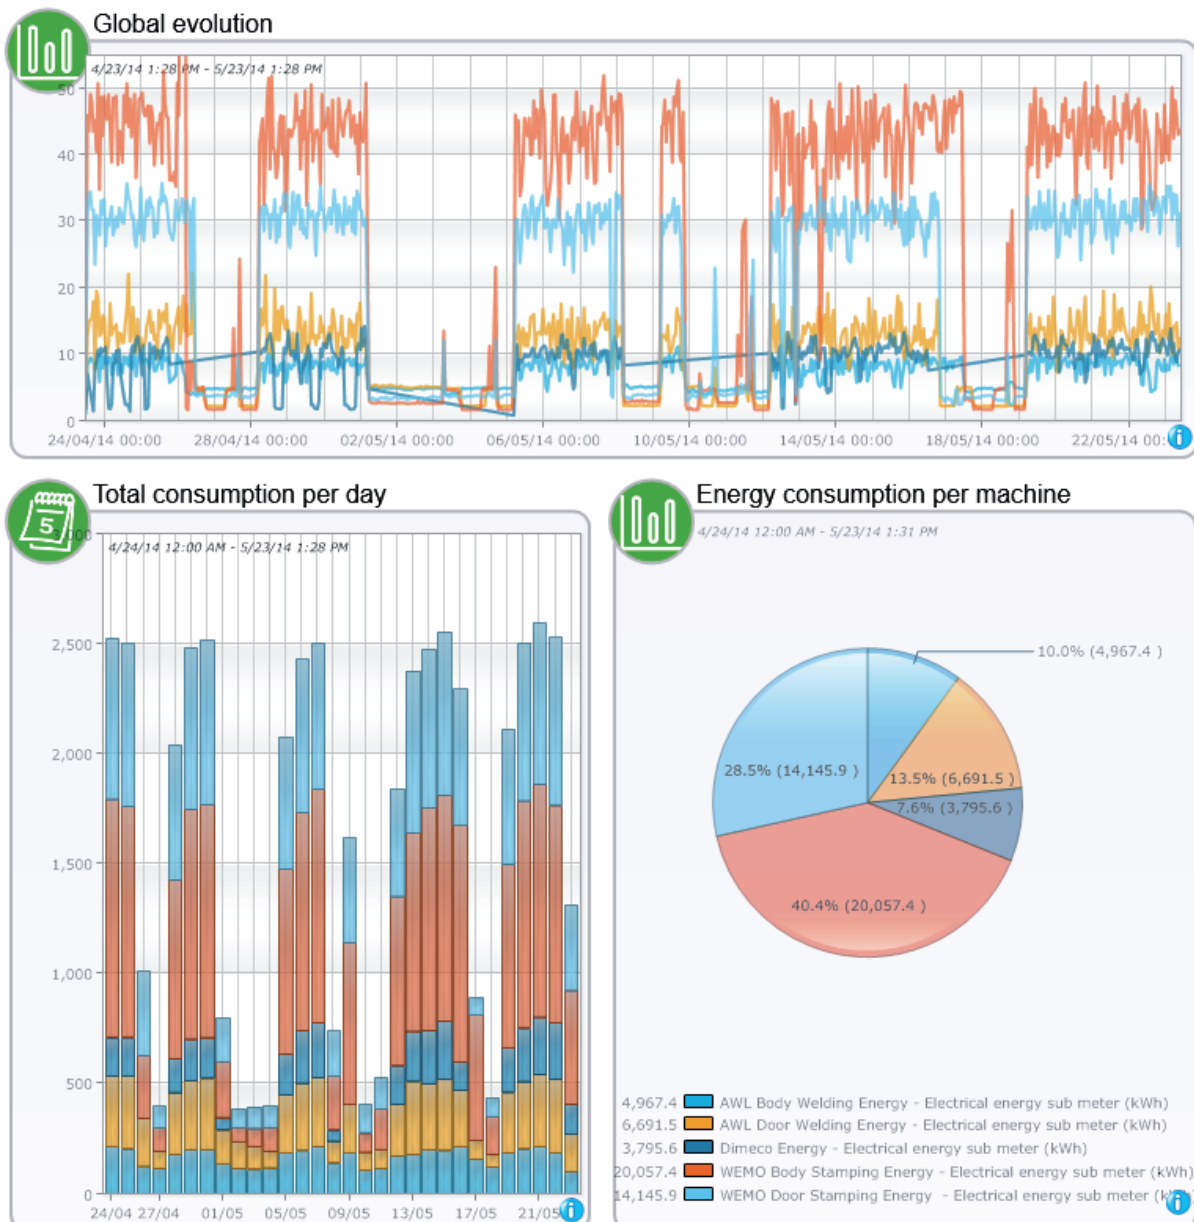 Global evolution
4/23/14 1:28 PM - 5/23/14 1:28 PM
50
40
30
20
10
0
24/04/14 00:00 28/04/14 00:00 02/05/14 00:00 06/05/14 00:00 10/05/14 00:00 14/05/14 00:00 18/05/14 00:00 22/05/14 00:
i
5
Total consumption per day
3,000
4/24/14 12:00 AM - 5/23/14 1:28 PM
2,500
2,000
1,500
1,000
500
0
24/04 27/04 01/05 05/05 09/05 13/05 17/05 21/05
i
Energy consumption per machine
4/24/14 12:00 AM - 5/23/14 1:31 PM
10.0% (4,967.4 )
28.5% (14,145.9 )
13.5% (6,691.5 )
7.6% (3,795.6 )
40.4% (20,057.4 )
4,967.4 AWL Body Welding Energy - Electrical energy sub meter (kWh)
6,691.5 AWL Door Welding Energy - Electrical energy sub meter (kWh)
3,795.6 Dimeco Energy - Electrical energy sub meter (kWh)
20,057.4 WEMO Body Stamping Energy - Electrical energy sub meter (kWh)
14,145.9 WEMO Door Stamping Energy - Electrical energy sub meter
i